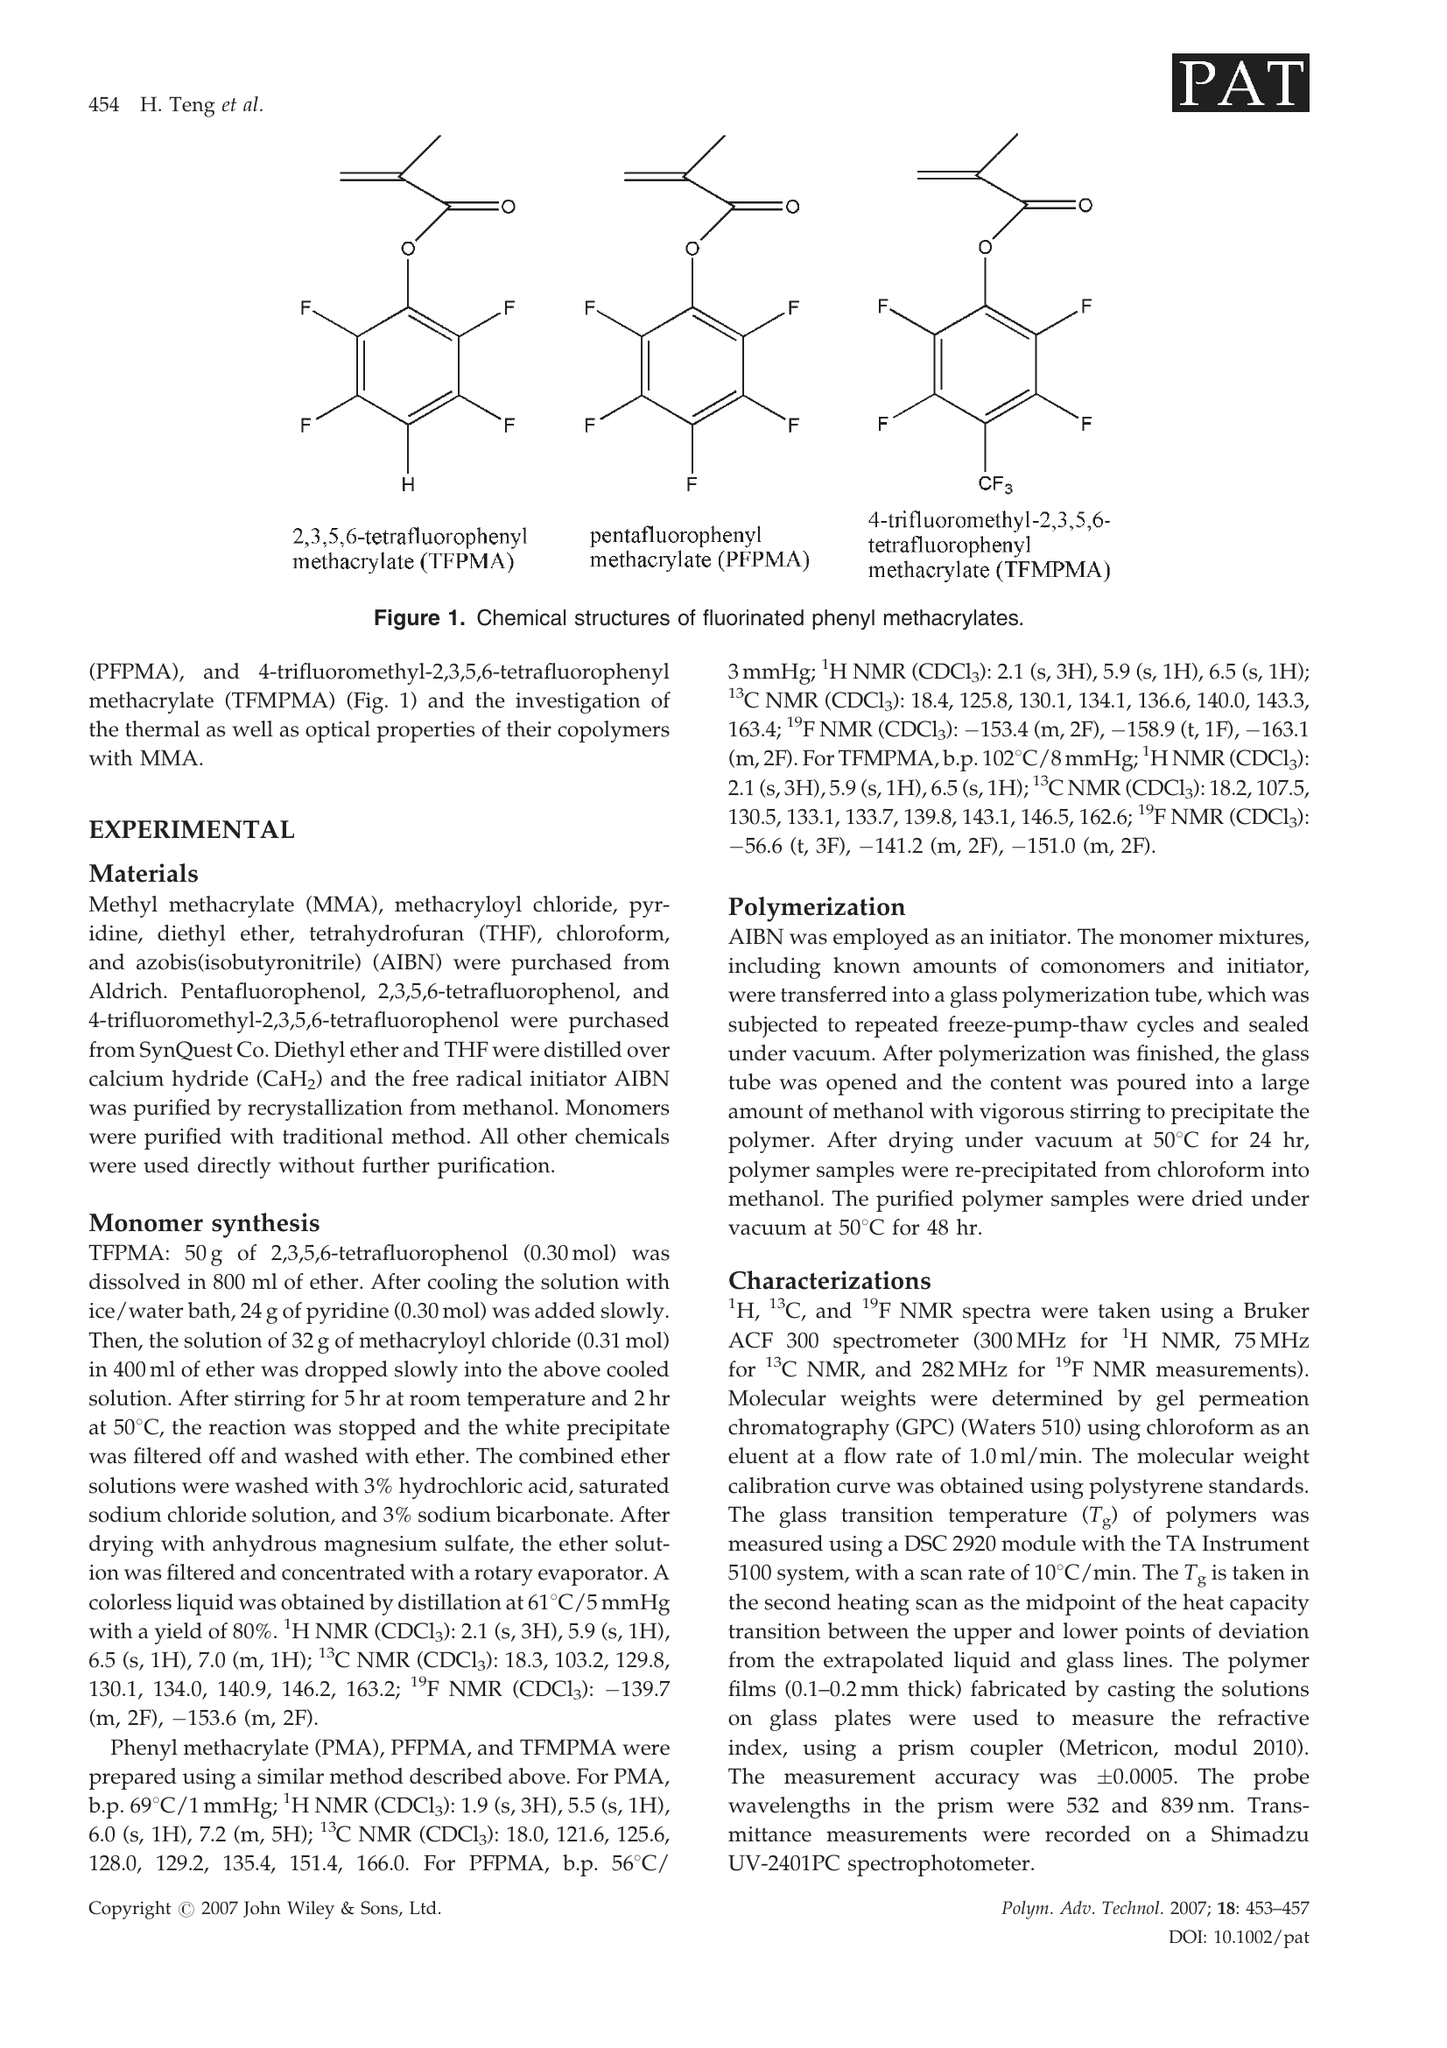 454 H. Teng et al.
PAT
O
O
F
F
F
F
H
O
O
F
F
F
F
F
O
O
F
F
F
F
CF3
2,3,5,6-tetrafluorophenyl
methacrylate (TFPMA)
pentafluorophenyl
methacrylate (PFPMA)
4-trifluoromethyl-2,3,5,6-
tetrafluorophenyl
methacrylate (TFMPMA)
Figure 1. Chemical structures of fluorinated phenyl methacrylates.
(PFPMA), and 4-trifluoromethyl-2,3,5,6-tetrafluorophenyl
methacrylate (TFMPMA) (Fig. 1) and the investigation of
the thermal as well as optical properties of their copolymers
with MMA.
EXPERIMENTAL
Materials
Methyl methacrylate (MMA), methacryloyl chloride, pyr-
idine, diethyl ether, tetrahydrofuran (THF), chloroform,
and azobis(isobutyronitrile) (AIBN) were purchased from
Aldrich. Pentafluorophenol, 2,3,5,6-tetrafluorophenol, and
4-trifluoromethyl-2,3,5,6-tetrafluorophenol were purchased
from SynQuest Co. Diethyl ether and THF were distilled over
calcium hydride (CaH2) and the free radical initiator AIBN
was purified by recrystallization from methanol. Monomers
were purified with traditional method. All other chemicals
were used directly without further purification.
Monomer synthesis
TFPMA: 50 g of 2,3,5,6-tetrafluorophenol (0.30 mol) was
dissolved in 800 ml of ether. After cooling the solution with
ice/water bath, 24 g of pyridine (0.30 mol) was added slowly.
Then, the solution of 32 g of methacryloyl chloride (0.31 mol)
in 400 ml of ether was dropped slowly into the above cooled
solution. After stirring for 5 hr at room temperature and 2 hr
at 50°C, the reaction was stopped and the white precipitate
was filtered off and washed with ether. The combined ether
solutions were washed with 3% hydrochloric acid, saturated
sodium chloride solution, and 3% sodium bicarbonate. After
drying with anhydrous magnesium sulfate, the ether solut-
ion was filtered and concentrated with a rotary evaporator. A
colorless liquid was obtained by distillation at 61°C/5 mmHg
with a yield of 80%. 1H NMR (CDCl3): 2.1 (s, 3H), 5.9 (s, 1H),
6.5 (s, 1H), 7.0 (m, 1H); 13C NMR (CDCl3): 18.3, 103.2, 129.8,
130.1, 134.0, 140.9, 146.2, 163.2; 19F NMR (CDCl3): −139.7
(m, 2F), −153.6 (m, 2F).
Phenyl methacrylate (PMA), PFPMA, and TFMPMA were
prepared using a similar method described above. For PMA,
b.p. 69°C/1 mmHg; 1H NMR (CDCl3): 1.9 (s, 3H), 5.5 (s, 1H),
6.0 (s, 1H), 7.2 (m, 5H); 13C NMR (CDCl3): 18.0, 121.6, 125.6,
128.0, 129.2, 135.4, 151.4, 166.0. For PFPMA, b.p. 56°C/
3 mmHg; 1H NMR (CDCl3): 2.1 (s, 3H), 5.9 (s, 1H), 6.5 (s, 1H);
13C NMR (CDCl3): 18.4, 125.8, 130.1, 134.1, 136.6, 140.0, 143.3,
163.4; 19F NMR (CDCl3): −153.4 (m, 2F), −158.9 (t, 1F), −163.1
(m, 2F). For TFMPMA, b.p. 102°C/8 mmHg; 1H NMR (CDCl3):
2.1 (s, 3H), 5.9 (s, 1H), 6.5 (s, 1H); 13C NMR (CDCl3): 18.2, 107.5,
130.5, 133.1, 133.7, 139.8, 143.1, 146.5, 162.6; 19F NMR (CDCl3):
−56.6 (t, 3F), −141.2 (m, 2F), −151.0 (m, 2F).
Polymerization
AIBN was employed as an initiator. The monomer mixtures,
including known amounts of comonomers and initiator,
were transferred into a glass polymerization tube, which was
subjected to repeated freeze-pump-thaw cycles and sealed
under vacuum. After polymerization was finished, the glass
tube was opened and the content was poured into a large
amount of methanol with vigorous stirring to precipitate the
polymer. After drying under vacuum at 50°C for 24 hr,
polymer samples were re-precipitated from chloroform into
methanol. The purified polymer samples were dried under
vacuum at 50°C for 48 hr.
Characterizations
1H, 13C, and 19F NMR spectra were taken using a Bruker
ACF 300 spectrometer (300 MHz for 1H NMR, 75 MHz
for 13C NMR, and 282 MHz for 19F NMR measurements).
Molecular weights were determined by gel permeation
chromatography (GPC) (Waters 510) using chloroform as an
eluent at a flow rate of 1.0 ml/min. The molecular weight
calibration curve was obtained using polystyrene standards.
The glass transition temperature (Tg) of polymers was
measured using a DSC 2920 module with the TA Instrument
5100 system, with a scan rate of 10°C/min. The Tg is taken in
the second heating scan as the midpoint of the heat capacity
transition between the upper and lower points of deviation
from the extrapolated liquid and glass lines. The polymer
films (0.1–0.2 mm thick) fabricated by casting the solutions
on glass plates were used to measure the refractive
index, using a prism coupler (Metricon, modul 2010).
The measurement accuracy was ±0.0005. The probe
wavelengths in the prism were 532 and 839 nm. Trans-
mittance measurements were recorded on a Shimadzu
UV-2401PC spectrophotometer.
Copyright © 2007 John Wiley & Sons, Ltd.
Polym. Adv. Technol. 2007; 18: 453–457
DOI: 10.1002/pat